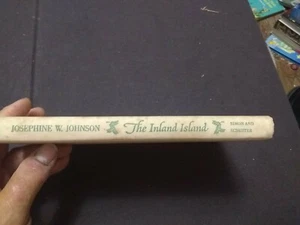 JOSEPHINE W. JOHNSON The Inland Island SIMON AND
SCHUSTER